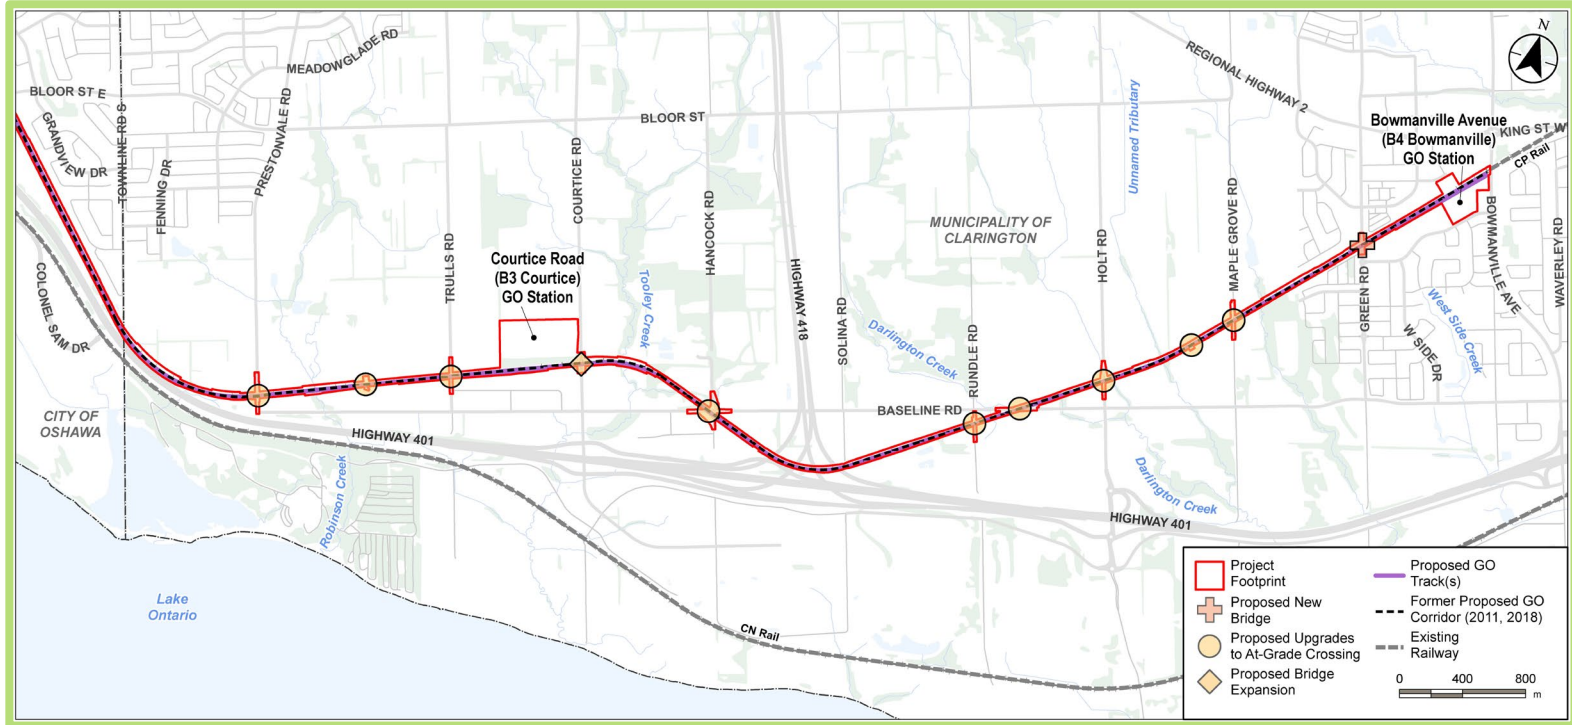 N
MEADOWGLADE RD
REGIONAL HIGHWAY 2
BLOOR ST E
BLOOR ST
Bowmanville Avenue
(B4 Bowmanville)
GO Station
KING ST W
CP Rail
GRANDVIEW DR
TOWNLINE RD S
FENNING DR
PRESTONVALE RD
COURTICE RD
HANCOCK RD
Unnamed Tributary
MUNICIPALITY OF
CLARINGTON
MAPLE GROVE RD
BOWMANVILLE AVE
WAVERLEY RD
TRULLS RD
Courtice Road
(B3 Courtice)
GO Station
Tooley Creek
HIGHWAY 418
SOLINA RD
HOLT RD
COLONEL SAM DR
Darlington Creek
RUNDLE RD
GREEN RD
W SIDE DR
West Side Creek
BASELINE RD
CITY OF
OSHAWA
HIGHWAY 401
Robinson Creek
Darlington Creek
HIGHWAY 401
Lake
Ontario
CN Rail
Project
Footprint
Proposed New
Bridge
Proposed Upgrades
to At-Grade Crossing
Proposed Bridge
Expansion
Proposed GO
Track(s)
Former Proposed GO
Corridor (2011, 2018)
Existing
Railway
0 400 800
m